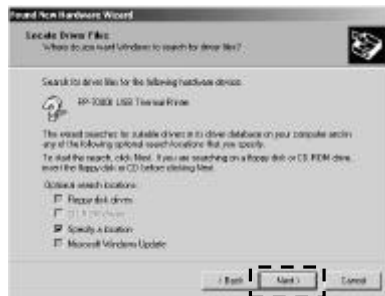 Found New Hardware Wizard
Locate Driver Files
Where do you want Windows to search for driver files?
Search for driver files for the following hardware device:
USB Thermal Printer
The wizard searches for suitable drivers in its driver database on your computer and in
any of the following optional search locations that you specify.
To start the search, click Next. If you are searching on a floppy disk or CD-ROM drive,
insert the floppy disk or CD before clicking Next.
Optional search locations:
Floppy disk drives
Specify a location
Microsoft Windows Update
< Back
Next >
Cancel